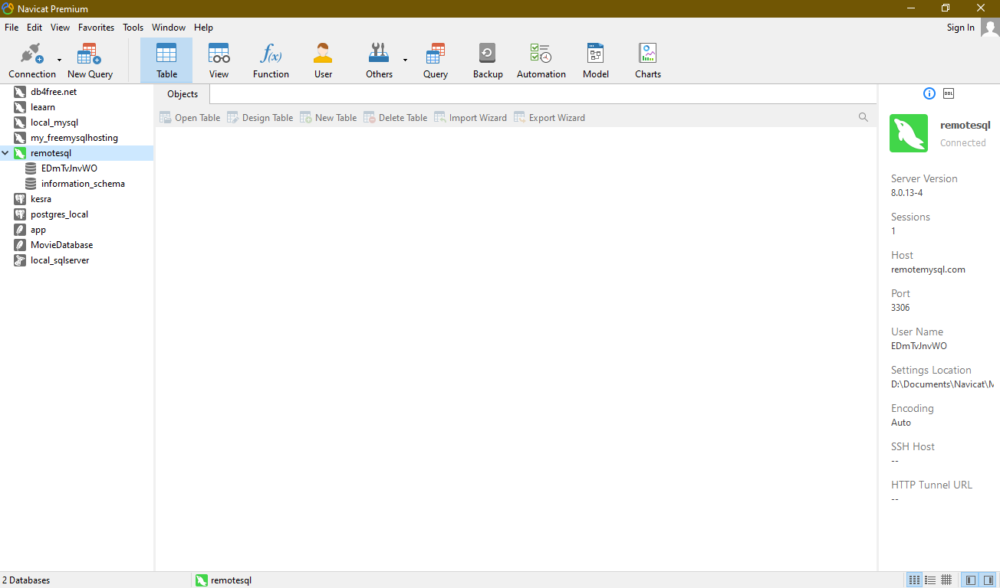 Navicat Premium
File Edit View Favorites Tools Window Help
Sign In
Connection New Query Table View Function User Others Query Backup Automation Model Charts
db4free.net
leaarn
local_mysql
my_freemysqlhosting
remotesql
EDmTvJnvWO
information_schema
kesra
postgres_local
app
MovieDatabase
local_sqlserver
Objects
Open Table Design Table New Table Delete Table Import Wizard Export Wizard
DDL
remotesql
Connected
Server Version
8.0.13-4
Sessions
1
Host
remotemysql.com
Port
3306
User Name
EDmTvJnvWO
Settings Location
D:\Documents\Navicat\M
Encoding
Auto
SSH Host
--
HTTP Tunnel URL
--
2 Databases
remotesql